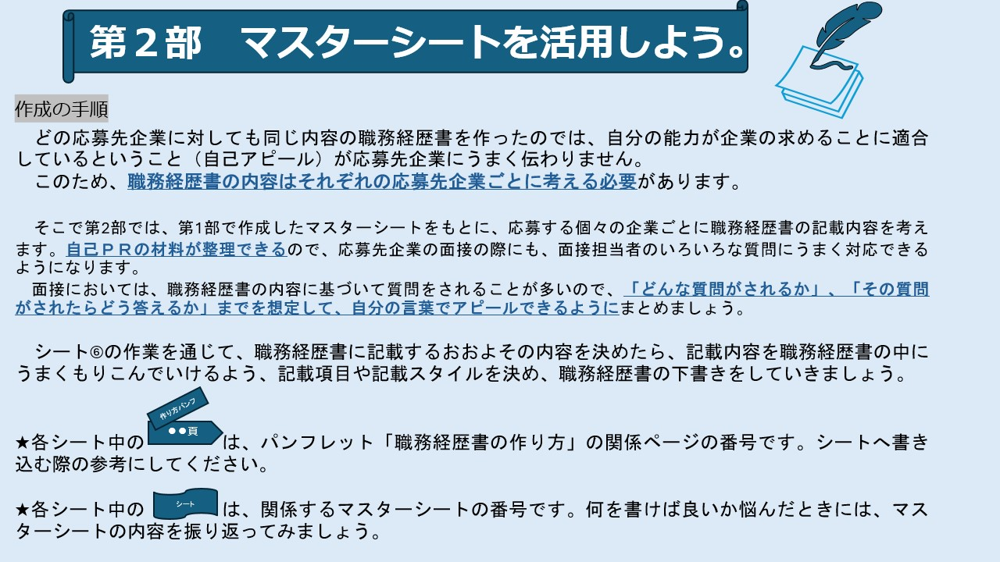 第２部　マスターシートを活用しよう。
作成の手順
　どの応募先企業に対しても同じ内容の職務経歴書を作ったのでは、自分の能力が企業の求めることに適合
しているということ（自己アピール）が応募先企業にうまく伝わりません。
　このため、職務経歴書の内容はそれぞれの応募先企業ごとに考える必要があります。
　そこで第2部では、第1部で作成したマスターシートをもとに、応募する個々の企業ごとに職務経歴書の記載内容を考え
ます。自己ＰＲの材料が整理できるので、応募先企業の面接の際にも、面接担当者のいろいろな質問にうまく対応できる
ようになります。
　面接においては、職務経歴書の内容に基づいて質問をされることが多いので、「どんな質問がされるか」、「その質問
がされたらどう答えるか」までを想定して、自分の言葉でアピールできるようにまとめましょう。
　シート⑥の作業を通じて、職務経歴書に記載するおおよその内容を決めたら、記載内容を職務経歴書の中に
うまくもりこんでいけるよう、記載項目や記載スタイルを決め、職務経歴書の下書きをしていきましょう。
作り方パンフ
●●頁
★各シート中の　は、パンフレット「職務経歴書の作り方」の関係ページの番号です。シートへ書き
込む際の参考にしてください。
シート
★各シート中の　は、関係するマスターシートの番号です。何を書けば良いか悩んだときには、マス
ターシートの内容を振り返ってみましょう。